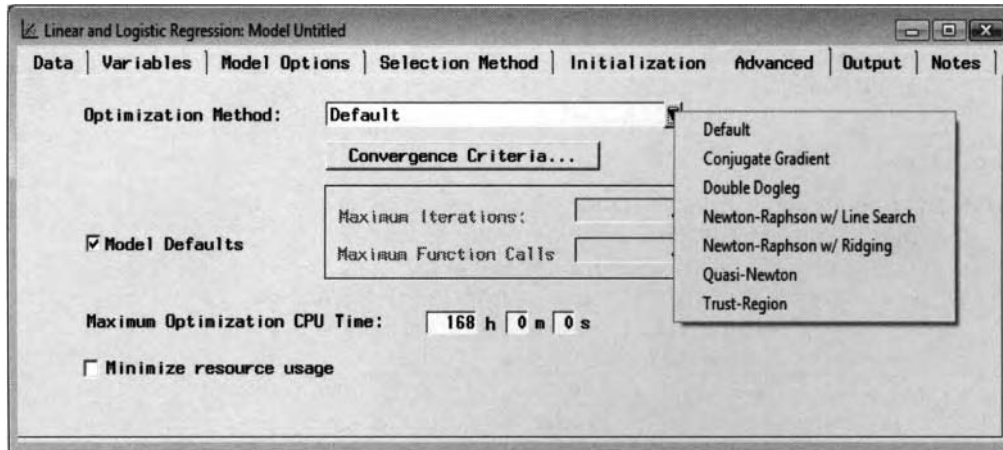 Linear and Logistic Regression: Model Untitled
Data Variables Model Options Selection Method Initialization Advanced Output Notes
Optimization Method: Default
Convergence Criteria...
Default
Conjugate Gradient
Double Dogleg
Newton-Raphson w/ Line Search
Newton-Raphson w/ Ridging
Quasi-Newton
Trust-Region
Model Defaults
Maximum Iterations:
Maximum Function Calls
Maximum Optimization CPU Time: 168 h 0 m 0 s
Minimize resource usage